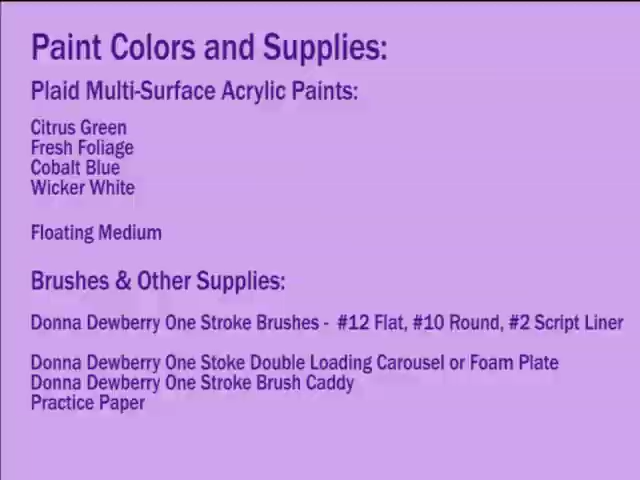 Paint Colors and Supplies:
Plaid Multi-Surface Acrylic Paints:
Citrus Green
Fresh Foliage
Cobalt Blue
Wicker White
Floating Medium
Brushes & Other Supplies:
Donna Dewberry One Stroke Brushes - #12 Flat, #10 Round, #2 Script Liner
Donna Dewberry One Stoke Double Loading Carousel or Foam Plate
Donna Dewberry One Stroke Brush Caddy
Practice Paper